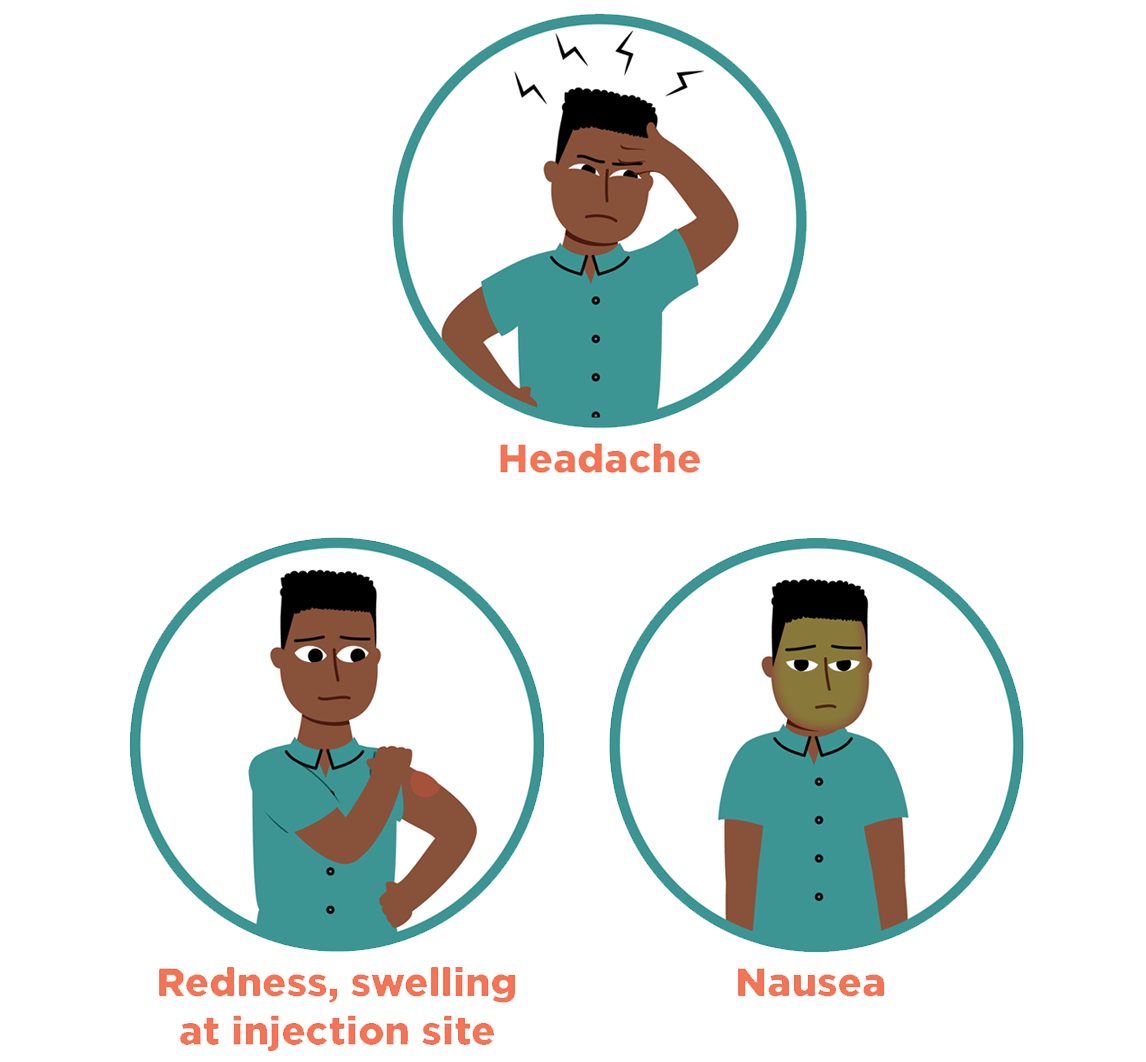 Headache
Redness, swelling
at injection site
Nausea